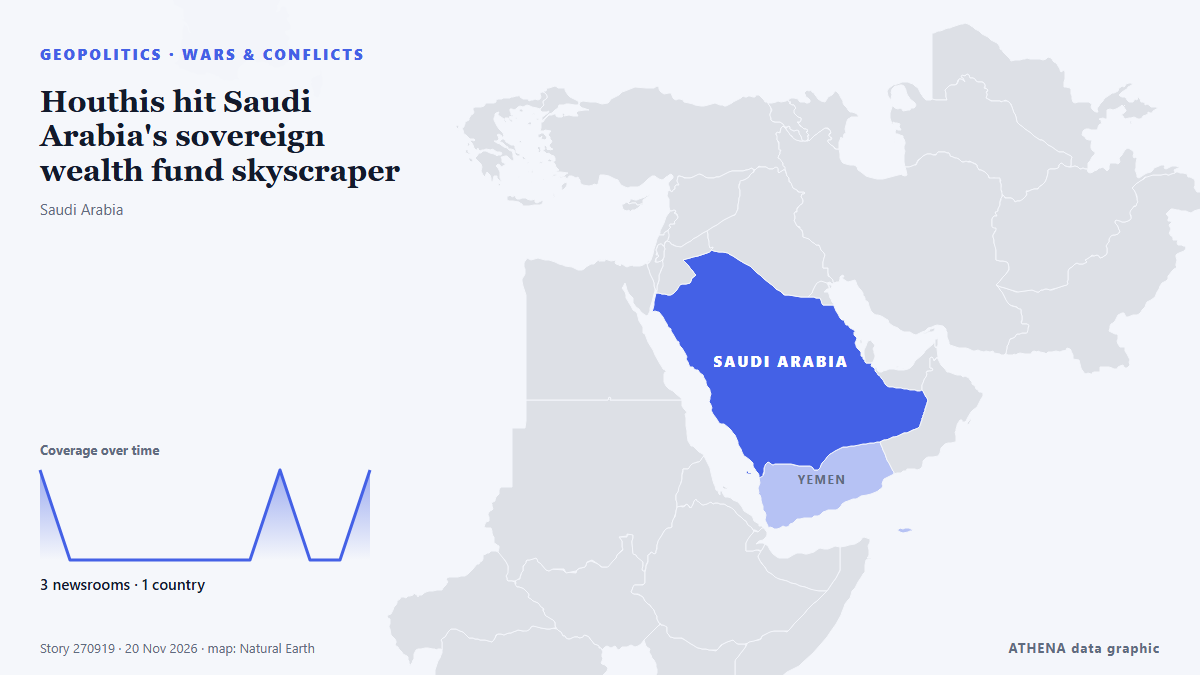 GEOPOLITICS · WARS & CONFLICTS
Houthis hit Saudi
Arabia's sovereign
wealth fund skyscraper
Saudi Arabia
SAUDI ARABIA
YEMEN
Coverage over time
3 newsrooms · 1 country
Story 270919 · 20 Nov 2026 · map: Natural Earth
ATHENA data graphic